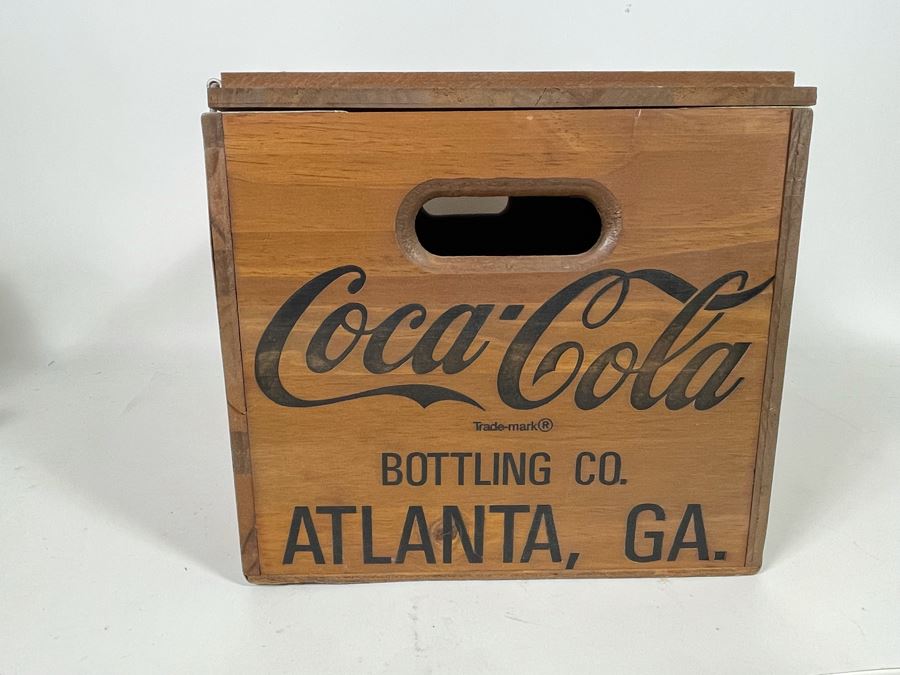 Coca-Cola
Trade-mark®
BOTTLING CO.
ATLANTA, GA.